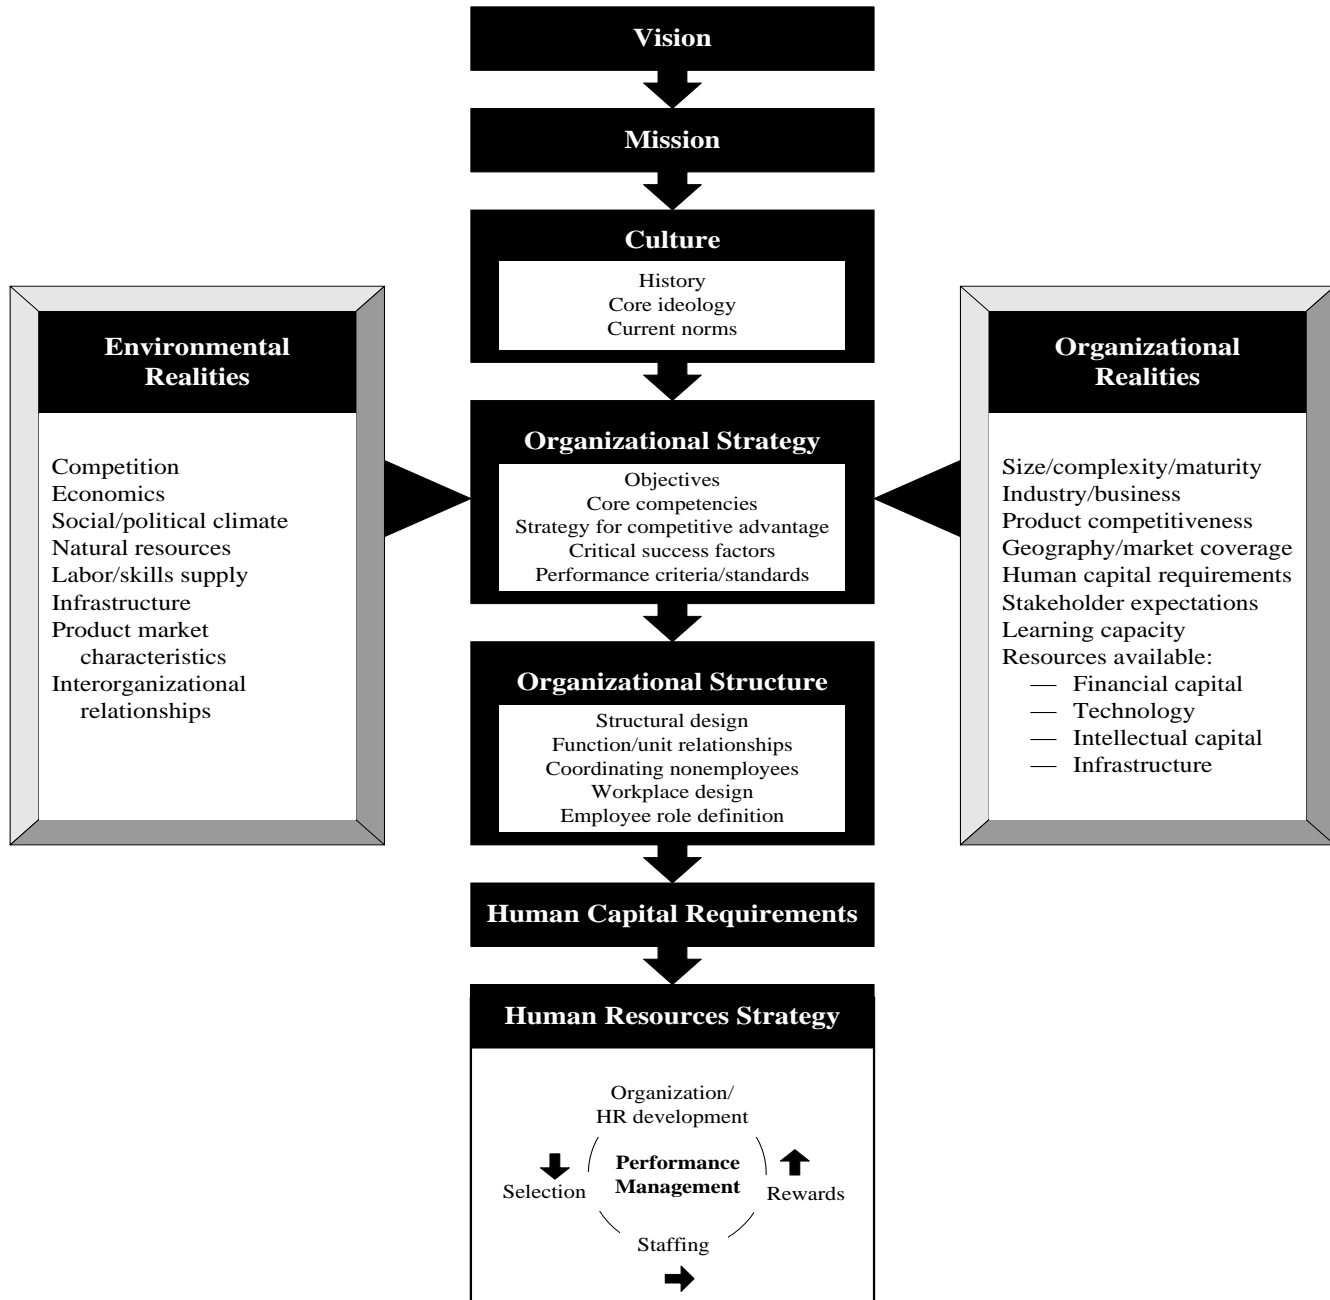 Vision
Mission
Culture
History
Core ideology
Current norms
Environmental
Realities
Competition
Economics
Social/political climate
Natural resources
Labor/skills supply
Infrastructure
Product market
characteristics
Interorganizational
relationships
Organizational Strategy
Objectives
Core competencies
Strategy for competitive advantage
Critical success factors
Performance criteria/standards
Organizational
Realities
Size/complexity/maturity
Industry/business
Product competitiveness
Geography/market coverage
Human capital requirements
Stakeholder expectations
Learning capacity
Resources available:
— Financial capital
— Technology
— Intellectual capital
— Infrastructure
Organizational Structure
Structural design
Function/unit relationships
Coordinating nonemployees
Workplace design
Employee role definition
Human Capital Requirements
Human Resources Strategy
Organization/
HR development
Performance
Management
Selection
Rewards
Staffing